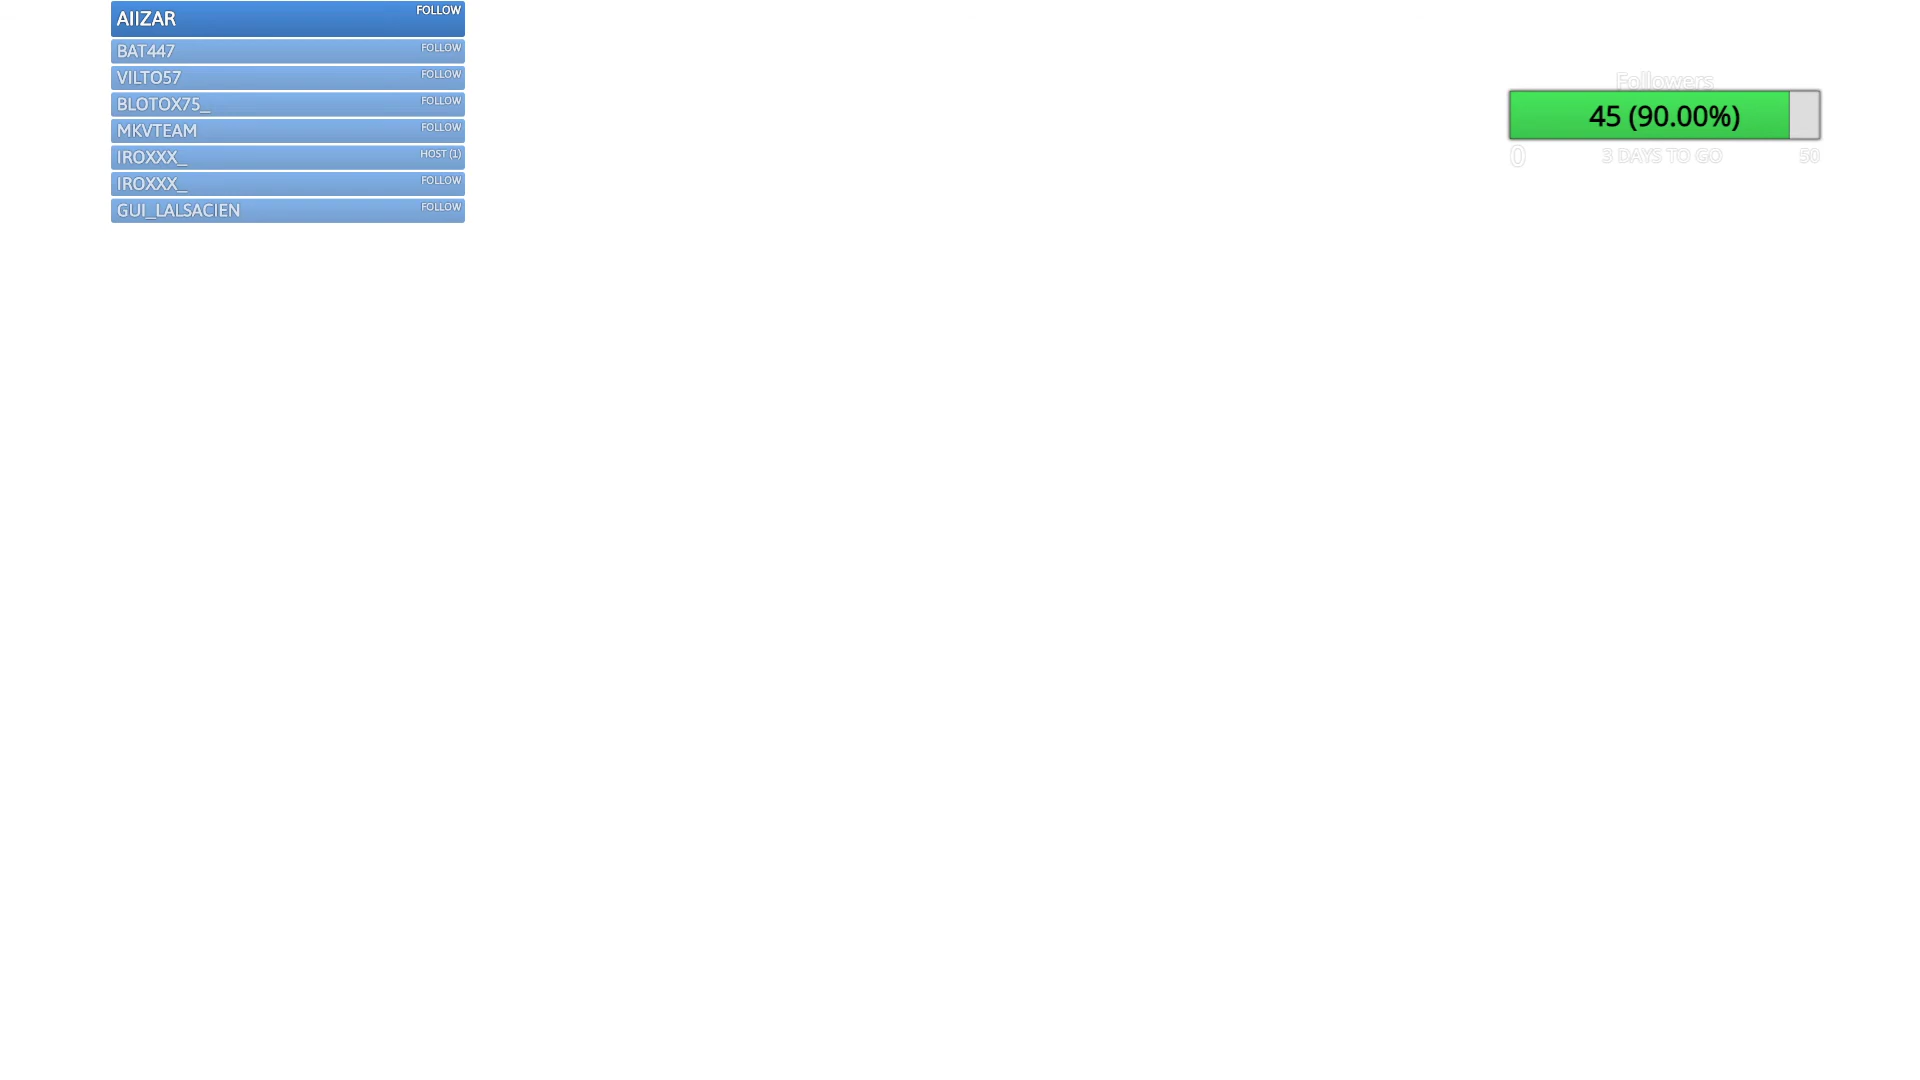 AIIZAR FOLLOW
BAT447 FOLLOW
VILTO57 FOLLOW
BLOTOX75_ FOLLOW
MKVTEAM FOLLOW
IROXXX_ HOST (1)
IROXXX_ FOLLOW
GUI_LALSACIEN FOLLOW
Followers
45 (90.00%)
0 3 DAYS TO GO 50